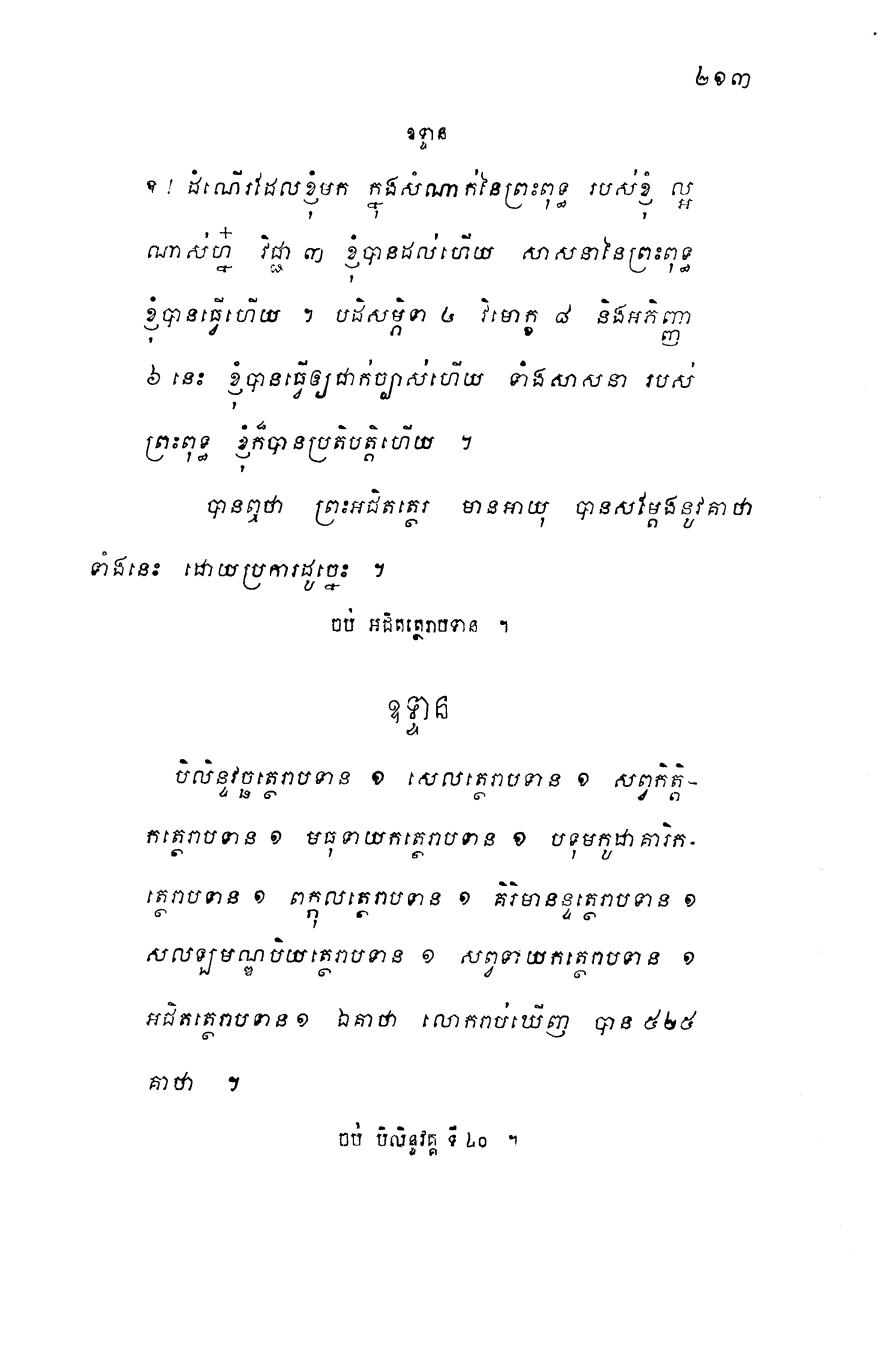 ២១៣
ឧទ្ទាន
ឱ ! ដំណើរដែលខ្ញុំមក ក្នុងសំណាក់នៃព្រះពុទ្ធ របស់ខ្ញុំ ល្អ
ណាស់ហ្ន៎ វិជ្ជា ៣ ខ្ញុំបានដល់ហើយ សាសនានៃព្រះពុទ្ធ
ខ្ញុំបានធ្វើហើយ ។ បដិសម្ភិទា ៤ វិមោក្ខ ៨ និងអភិញ្ញា
៦ នេះ ខ្ញុំបានធ្វើឲ្យជាក់ច្បាស់ហើយ ទាំងសាសនា របស់
ព្រះពុទ្ធ ខ្ញុំក៏បានប្រតិបត្តិហើយ ។
បានឮថា ព្រះអជិតត្ថេរ មានអាយុ បានសម្តែងនូវគាថា
ទាំងនេះ ដោយប្រការដូច្នេះ ។
ចប់ អជិតត្ថេរាបទាន ។
ឧទ្ទាន
បិលិន្ទវច្ឆត្ថេរាបទាន ១ សេលត្ថេរាបទាន ១ សព្វកិត្តិ-
កត្ថេរាបទាន ១ មធុទាយកត្ថេរាបទាន ១ បទុមកូដាគារិក-
ត្ថេរាបទាន ១ ពក្កុលត្ថេរាបទាន ១ គិរិមានន្ទត្ថេរាបទាន ១
សលឡមណ្ឌបិយត្ថេរាបទាន ១ សព្វទាយកត្ថេរាបទាន ១
អជិតត្ថេរាបទាន ១ ឯគាថា លោករាប់ឃើញ បាន ៥២៥
គាថា ។
ចប់ បិលិន្ទវគ្គ ទី ៤០ ។